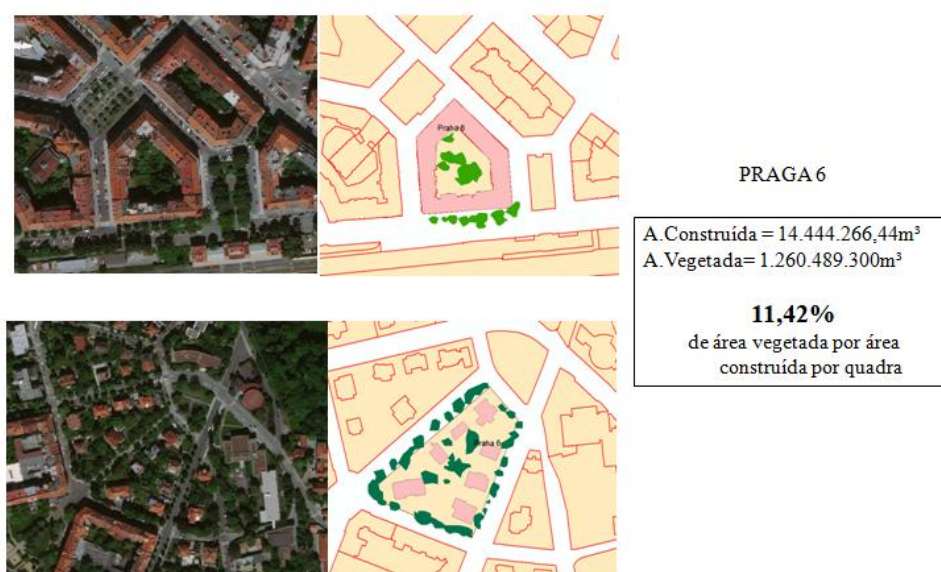 Praha 6
PRAGA 6
A.Construída = 14.444.266,44m³
A.Vegetada= 1.260.489.300m³
11,42%
de área vegetada por área
construída por quadra
Praha 6